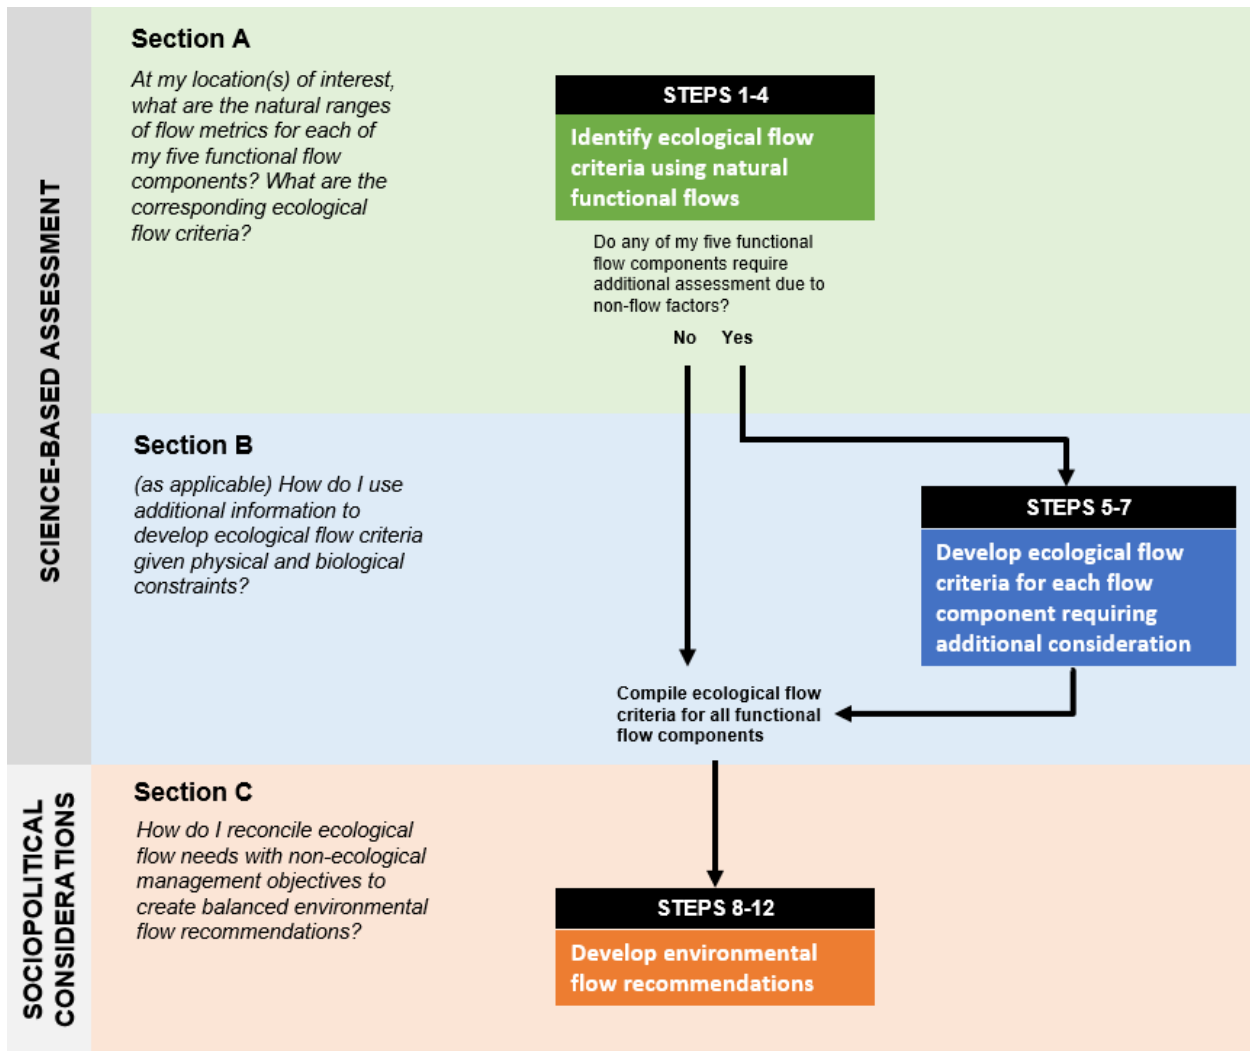 SCIENCE-BASED ASSESSMENT
Section A
At my location(s) of interest,
what are the natural ranges
of flow metrics for each of
my five functional flow
components? What are the
corresponding ecological
flow criteria?
STEPS 1-4
Identify ecological flow
criteria using natural
functional flows
Do any of my five functional
flow components require
additional assessment due to
non-flow factors?
No Yes
Section B
(as applicable) How do I use
additional information to
develop ecological flow criteria
given physical and biological
constraints?
STEPS 5-7
Develop ecological flow
criteria for each flow
component requiring
additional consideration
Compile ecological flow
criteria for all functional
flow components
SOCIOPOLITICAL
CONSIDERATIONS
Section C
How do I reconcile ecological
flow needs with non-ecological
management objectives to
create balanced environmental
flow recommendations?
STEPS 8-12
Develop environmental
flow recommendations